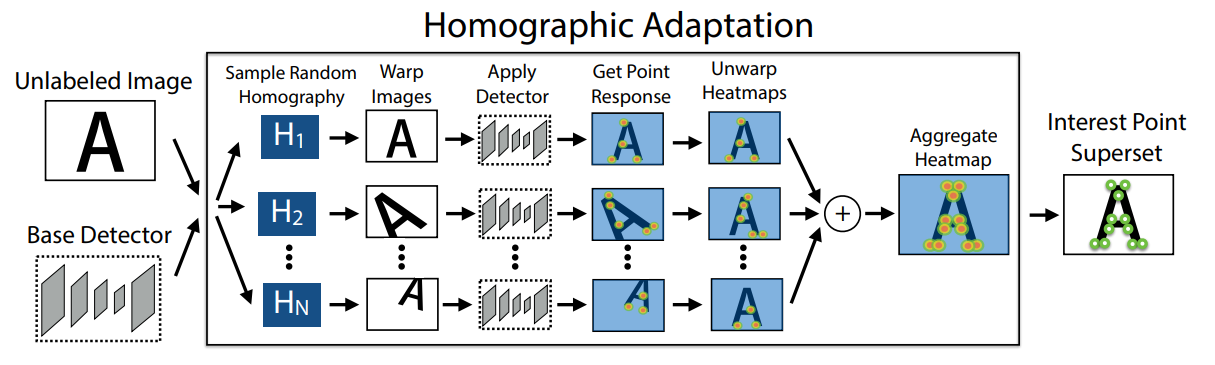 Homographic Adaptation
Unlabeled Image
A
Base Detector
Sample Random
Homography
Warp
Images
Apply
Detector
Get Point
Response
Unwarp
Heatmaps
H1
A
A
A
H2
A
A
A
HN
A
A
A
+
Aggregate
Heatmap
A
Interest Point
Superset
A